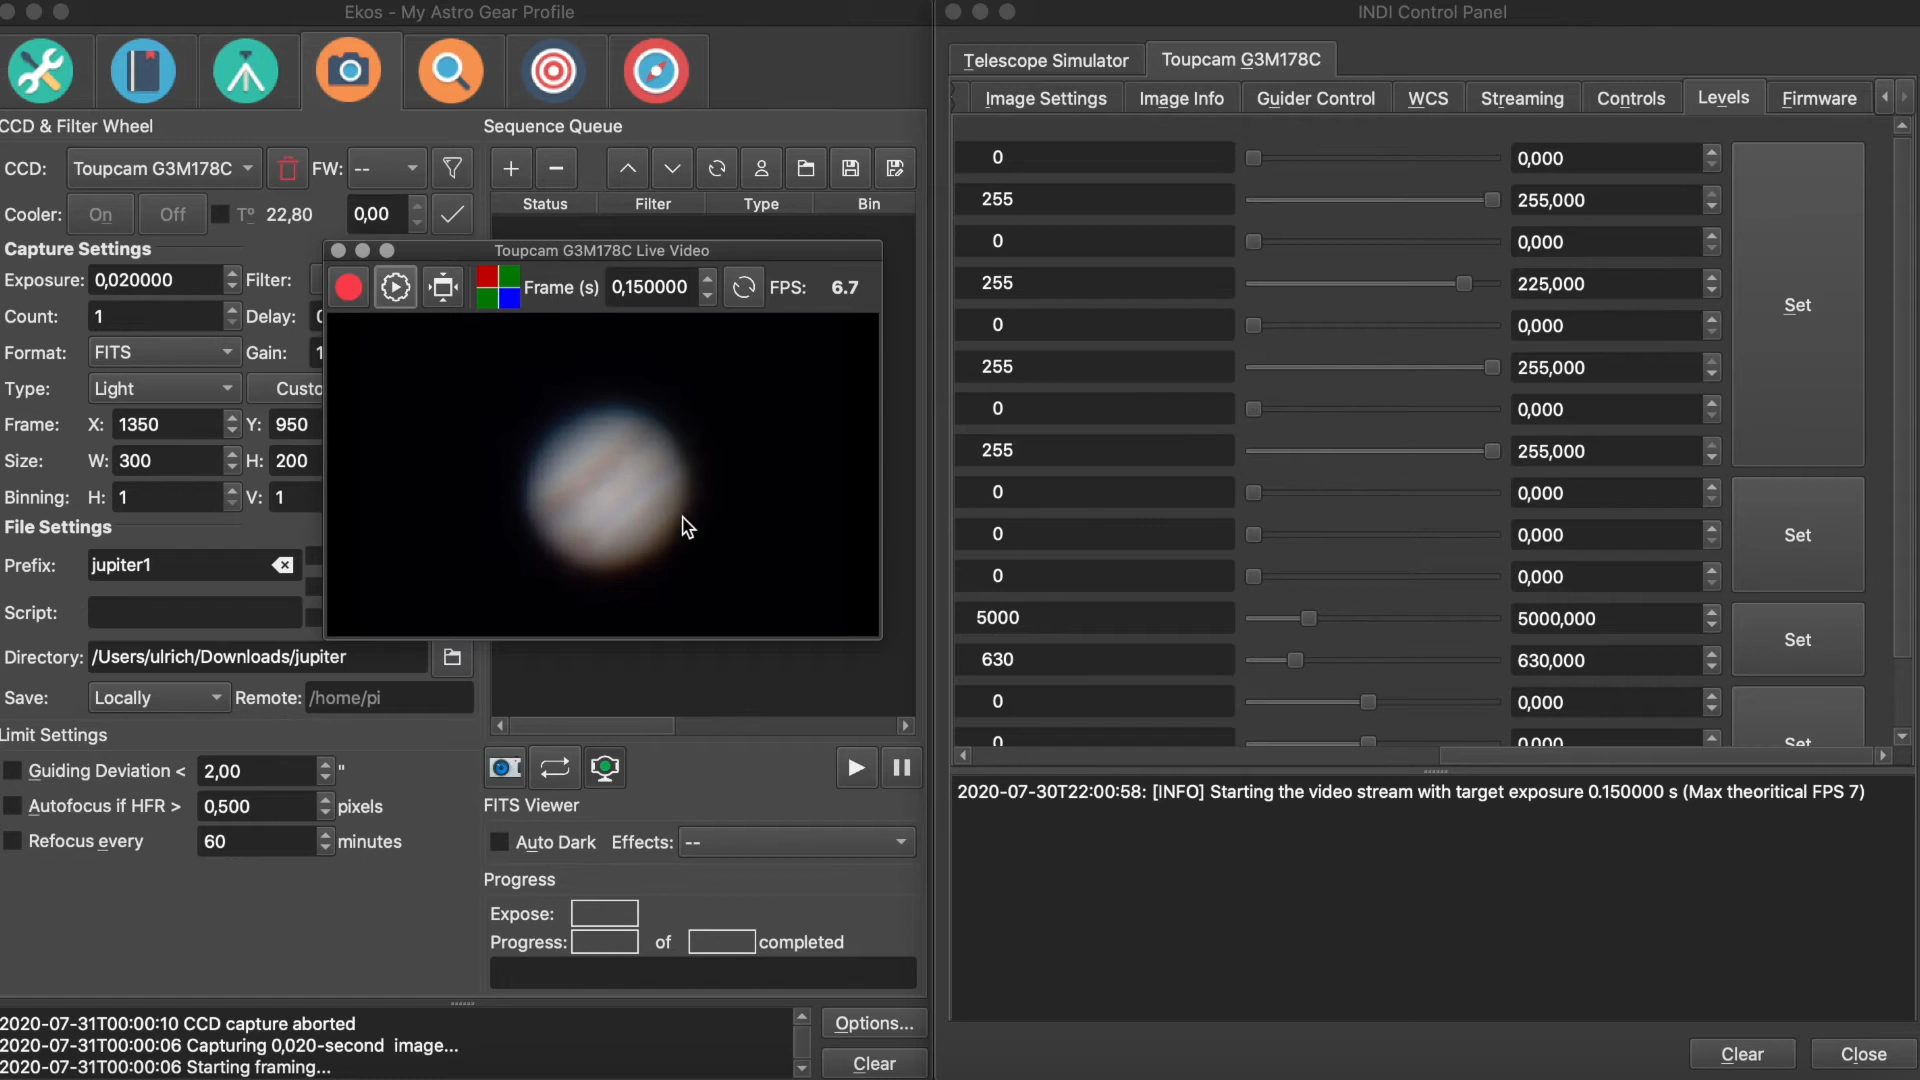 Ekos - My Astro Gear Profile
CCD & Filter Wheel
CCD: Toupcam G3M178C FW: --
Cooler: On Off Tº 22,80 0,00
Capture Settings
Exposure: 0,020000 Filter:
Count: 1 Delay:
Format: FITS Gain: 1
Type: Light
Frame: X: 1350 Y: 950
Size: W: 300 H: 200
Binning: H: 1 V: 1
File Settings
Prefix: jupiter1
Script:
Directory: /Users/ulrich/Downloads/jupiter
Save: Locally Remote: /home/pi
Limit Settings
Guiding Deviation < 2,00 "
Autofocus if HFR > 0,500 pixels
Refocus every 60 minutes
Sequence Queue
Status Filter Type Bin
Toupcam G3M178C Live Video
Frame (s) 0,150000 FPS: 6.7
FITS Viewer
Auto Dark Effects: --
Progress
Expose:
Progress: of completed
2020-07-31T00:00:10 CCD capture aborted
2020-07-31T00:00:06 Capturing 0,020-second image...
2020-07-31T00:00:06 Starting framing...
Options...
Clear
INDI Control Panel
Telescope Simulator Toupcam G3M178C
Image Settings Image Info Guider Control WCS Streaming Controls Levels Firmware
0 0,000
255 255,000
0 0,000
255 225,000
Set
0 0,000
255 255,000
0 0,000
255 255,000
0 0,000
0 0,000
Set
0 0,000
5000 5000,000
Set
630 630,000
0 0,000
0 0,000
Set
2020-07-30T22:00:58: [INFO] Starting the video stream with target exposure 0.150000 s (Max theoritical FPS 7)
Clear Close